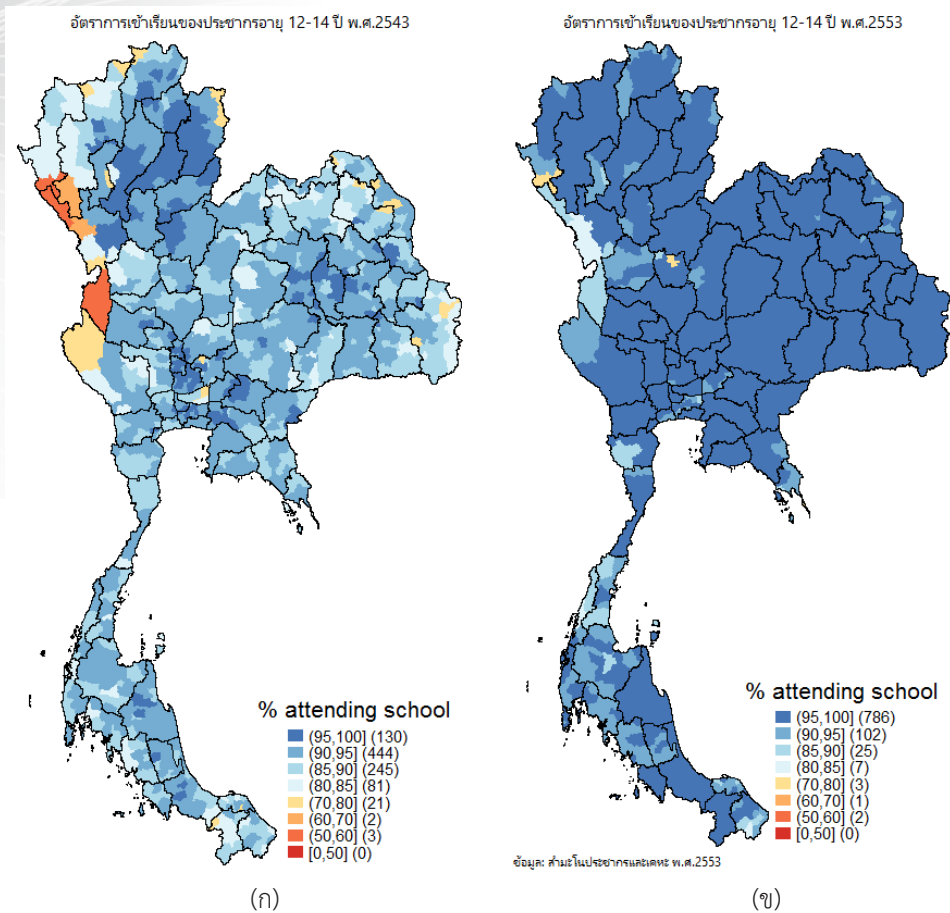 อัตราการเข้าเรียนของประชากรอายุ 12-14 ปี พ.ศ.2543
% attending school
(95,100] (130)
(90,95] (444)
(85,90] (245)
(80,85] (81)
(70,80] (21)
(60,70] (2)
(50,60] (3)
[0,50] (0)
(ก)
อัตราการเข้าเรียนของประชากรอายุ 12-14 ปี พ.ศ.2553
% attending school
(95,100] (786)
(90,95] (102)
(85,90] (25)
(80,85] (7)
(70,80] (3)
(60,70] (1)
(50,60] (2)
[0,50] (0)
ข้อมูล: สำมะโนประชากรและเคหะ พ.ศ.2553
(ข)